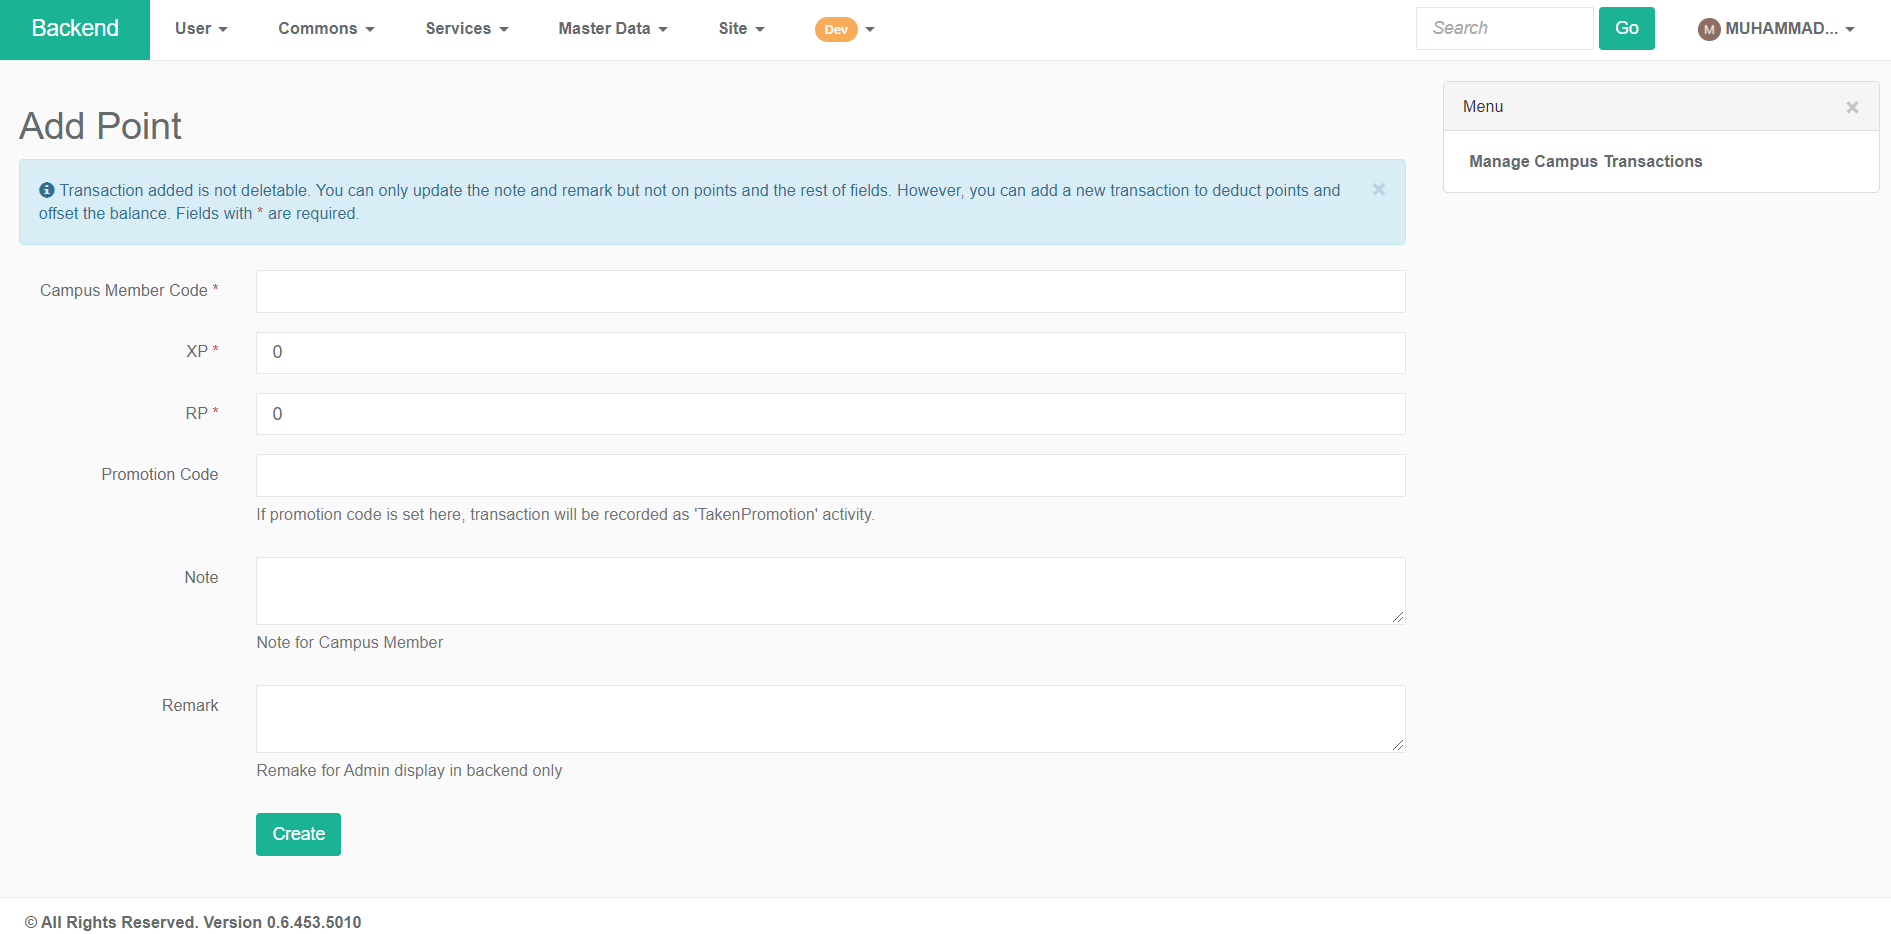 Backend
User
Commons
Services
Master Data
Site
Dev
Search
Go
M
MUHAMMAD...
Add Point
Transaction added is not deletable. You can only update the note and remark but not on points and the rest of fields. However, you can add a new transaction to deduct points and
offset the balance. Fields with * are required.
×
Menu
×
Manage Campus Transactions
Campus Member Code *
XP *
0
RP *
0
Promotion Code
If promotion code is set here, transaction will be recorded as 'TakenPromotion' activity.
Note
Note for Campus Member
Remark
Remake for Admin display in backend only
Create
© All Rights Reserved. Version 0.6.453.5010